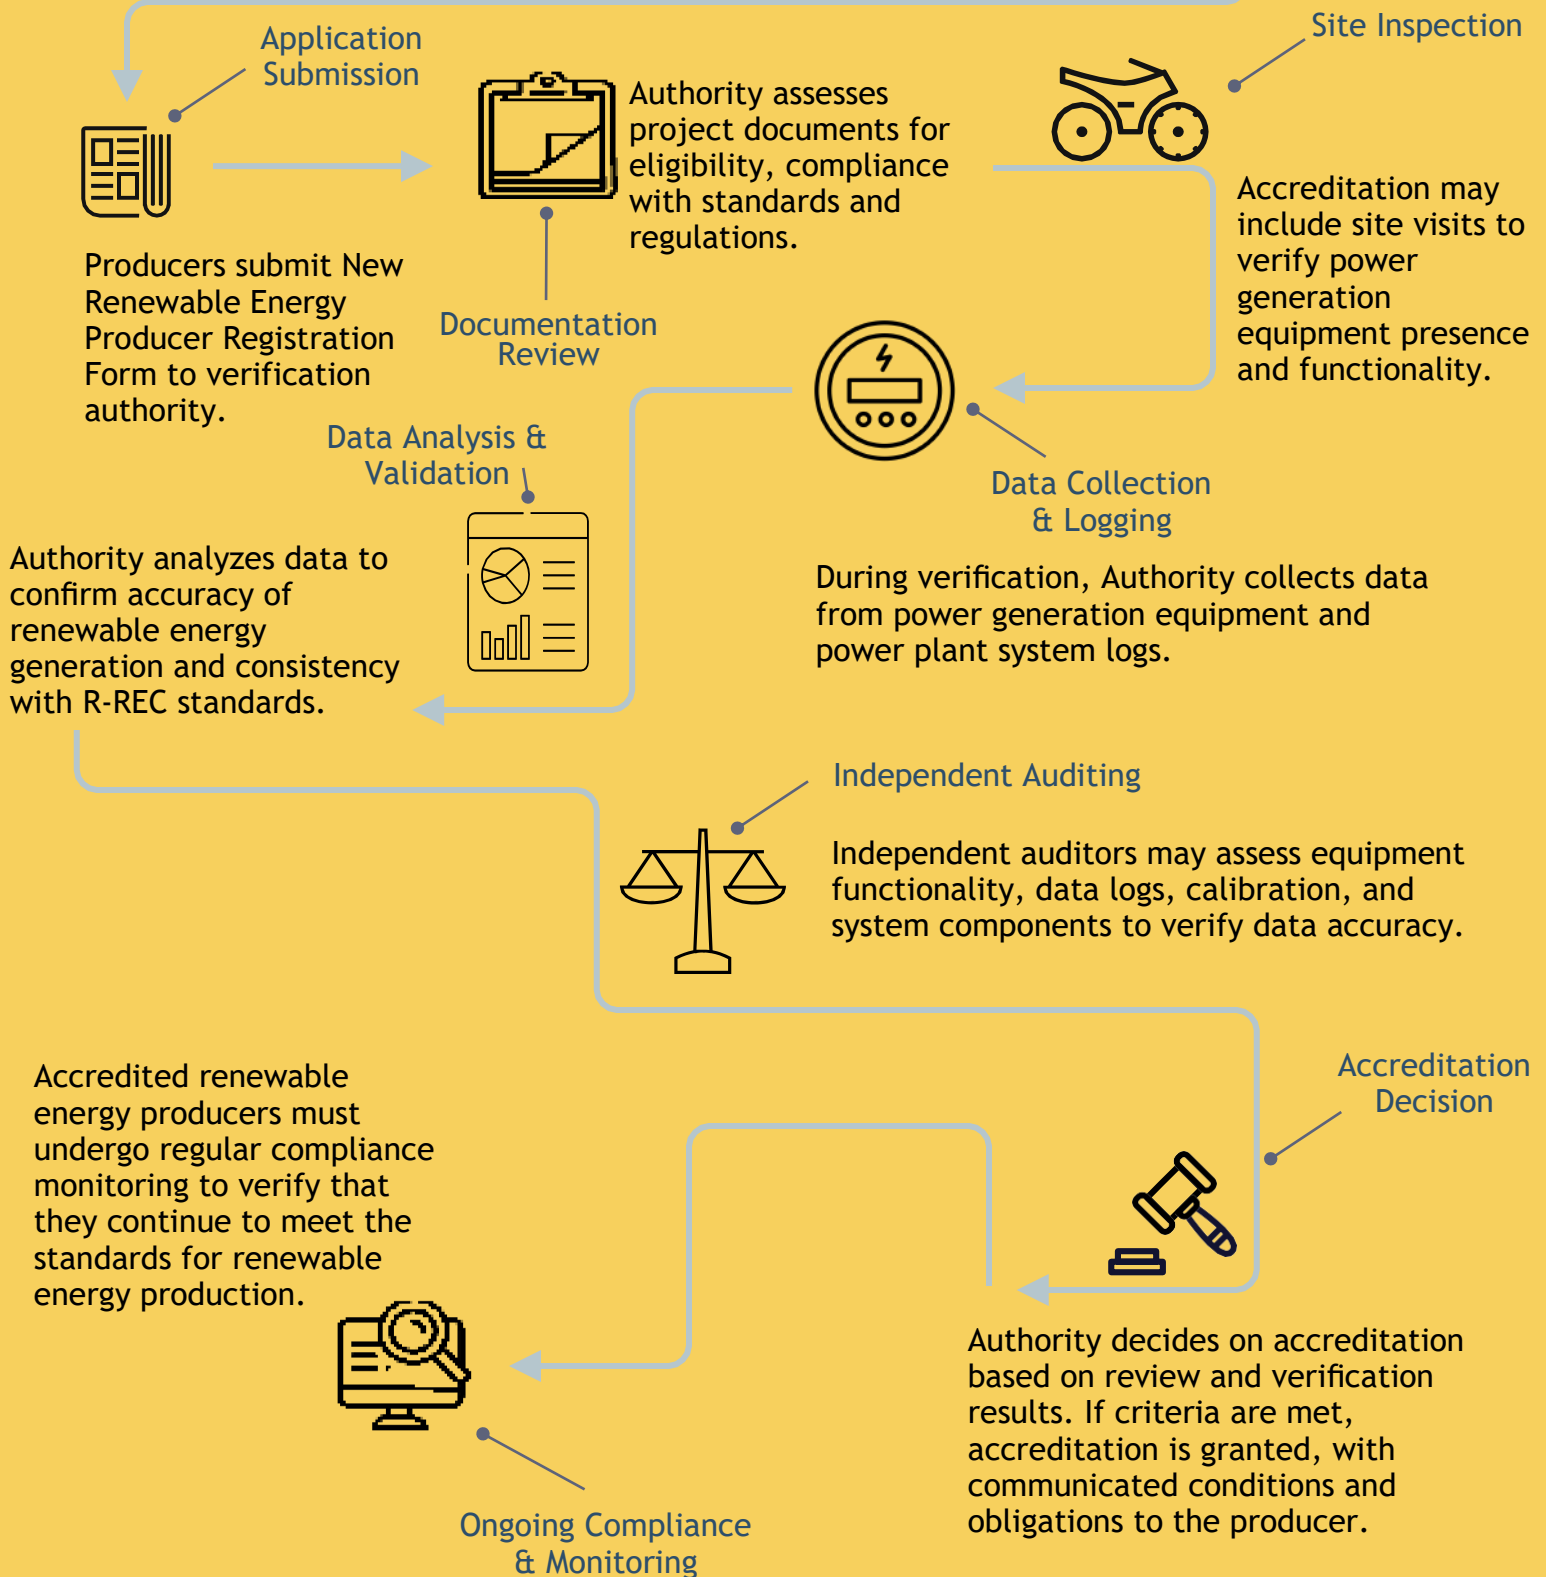 Application
Submission
Producers submit New
Renewable Energy
Producer Registration
Form to verification
authority.
Authority assesses
project documents for
eligibility, compliance
with standards and
regulations.
Documentation
Review
Site Inspection
Accreditation may
include site visits to
verify power
generation
equipment presence
and functionality.
Data Collection
& Logging
During verification, Authority collects data
from power generation equipment and
power plant system logs.
Data Analysis &
Validation
Authority analyzes data to
confirm accuracy of
renewable energy
generation and consistency
with R-REC standards.
Independent Auditing
Independent auditors may assess equipment
functionality, data logs, calibration, and
system components to verify data accuracy.
Accreditation
Decision
Authority decides on accreditation
based on review and verification
results. If criteria are met,
accreditation is granted, with
communicated conditions and
obligations to the producer.
Accredited renewable
energy producers must
undergo regular compliance
monitoring to verify that
they continue to meet the
standards for renewable
energy production.
Ongoing Compliance
& Monitoring